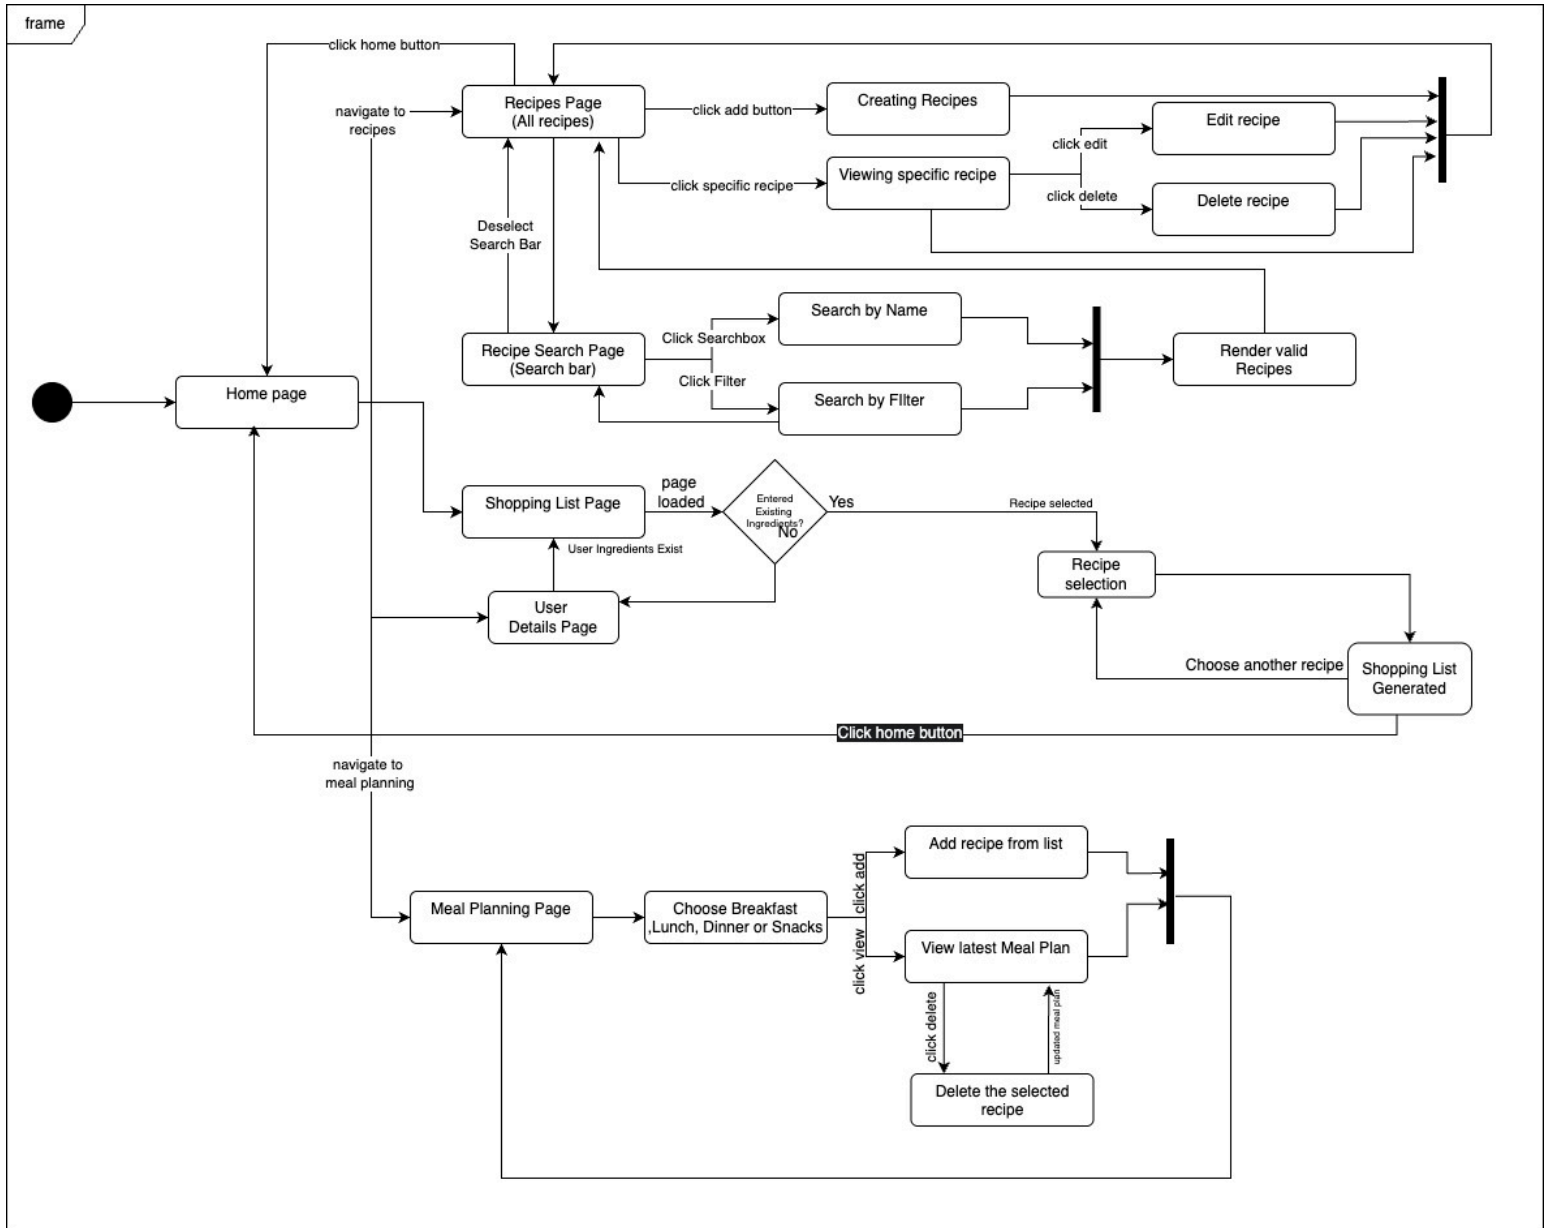 frame
click home button
navigate to
recipes
Recipes Page
(All recipes)
click add button
Creating Recipes
Edit recipe
click edit
click specific recipe
Viewing specific recipe
click delete
Delete recipe
Deselect
Search Bar
Recipe Search Page
(Search bar)
Click Searchbox
Click Filter
Search by Name
Search by FIlter
Render valid
Recipes
Home page
Shopping List Page
page
loaded
Entered
Existing
Ingredients?
No
Yes
Recipe selected
User Ingredients Exist
User
Details Page
Recipe
selection
Choose another recipe
Shopping List
Generated
Click home button
navigate to
meal planning
Meal Planning Page
Choose Breakfast
,Lunch, Dinner or Snacks
click add
click view
Add recipe from list
View latest Meal Plan
click delete
updated meal plan
Delete the selected
recipe